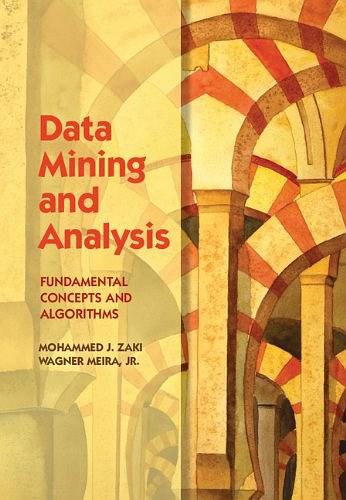 Data
Mining and
Analysis
FUNDAMENTAL
CONCEPTS AND
ALGORITHMS
MOHAMMED J. ZAKI
WAGNER MEIRA, JR.